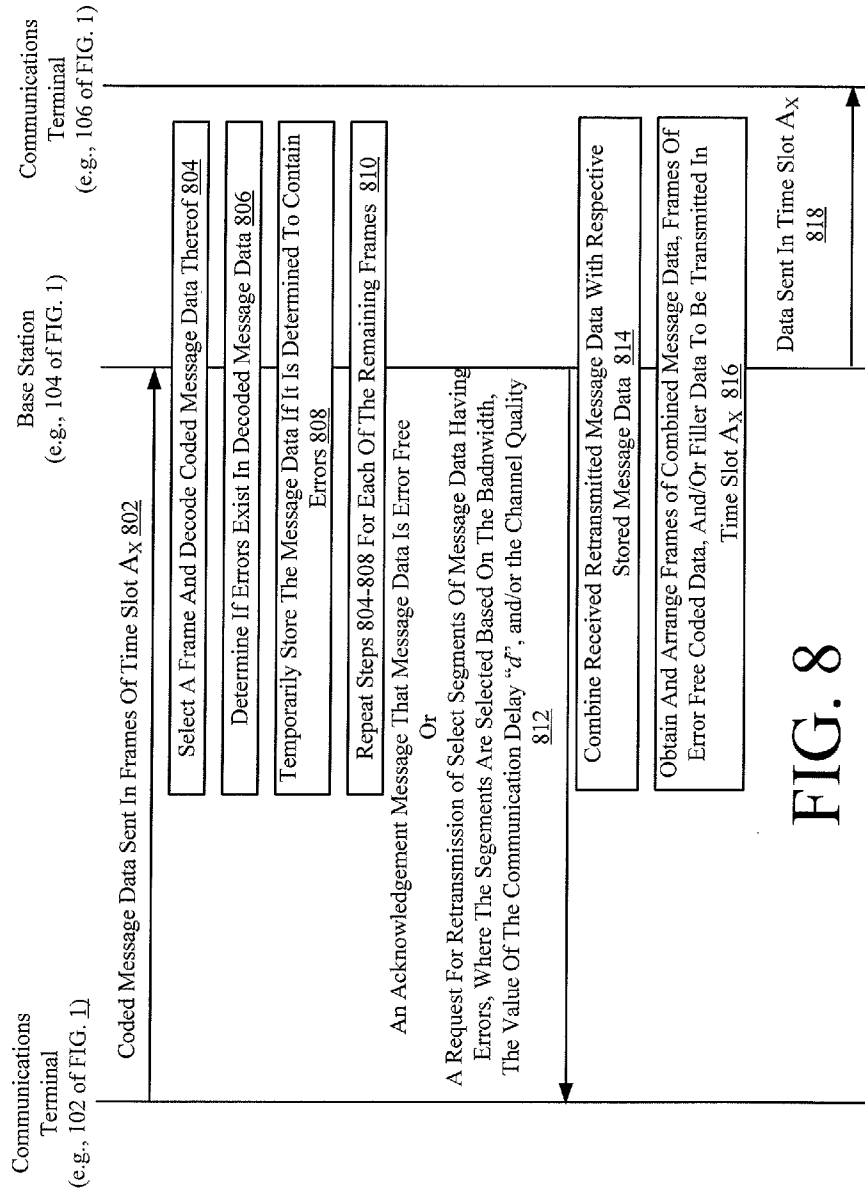 Communications
Terminal
(e.g., 102 of FIG. 1)
Base Station
(e.g., 104 of FIG. 1)
Communications
Terminal
(e.g., 106 of FIG. 1)
Coded Message Data Sent In Frames Of Time Slot AX 802
Select A Frame And Decode Coded Message Data Thereof 804
Determine If Errors Exist In Decoded Message Data 806
Temporarily Store The Message Data If It Is Determined To Contain
Errors 808
Repeat Steps 804-808 For Each Of The Remaining Frames 810
An Acknowledgement Message That Message Data Is Error Free
Or
A Request For Retransmission of Select Segments Of Message Data Having
Errors, Where The Segements Are Selected Based On The Badnwidth,
The Value Of The Communication Delay “d”, and/or the Channel Quality
812
Combine Received Retransmitted Message Data With Respective
Stored Message Data 814
Obtain And Arrange Frames of Combined Message Data, Frames Of
Error Free Coded Data, And/Or Filler Data To Be Transmitted In
Time Slot AX 816
Data Sent In Time Slot AX
818
FIG. 8